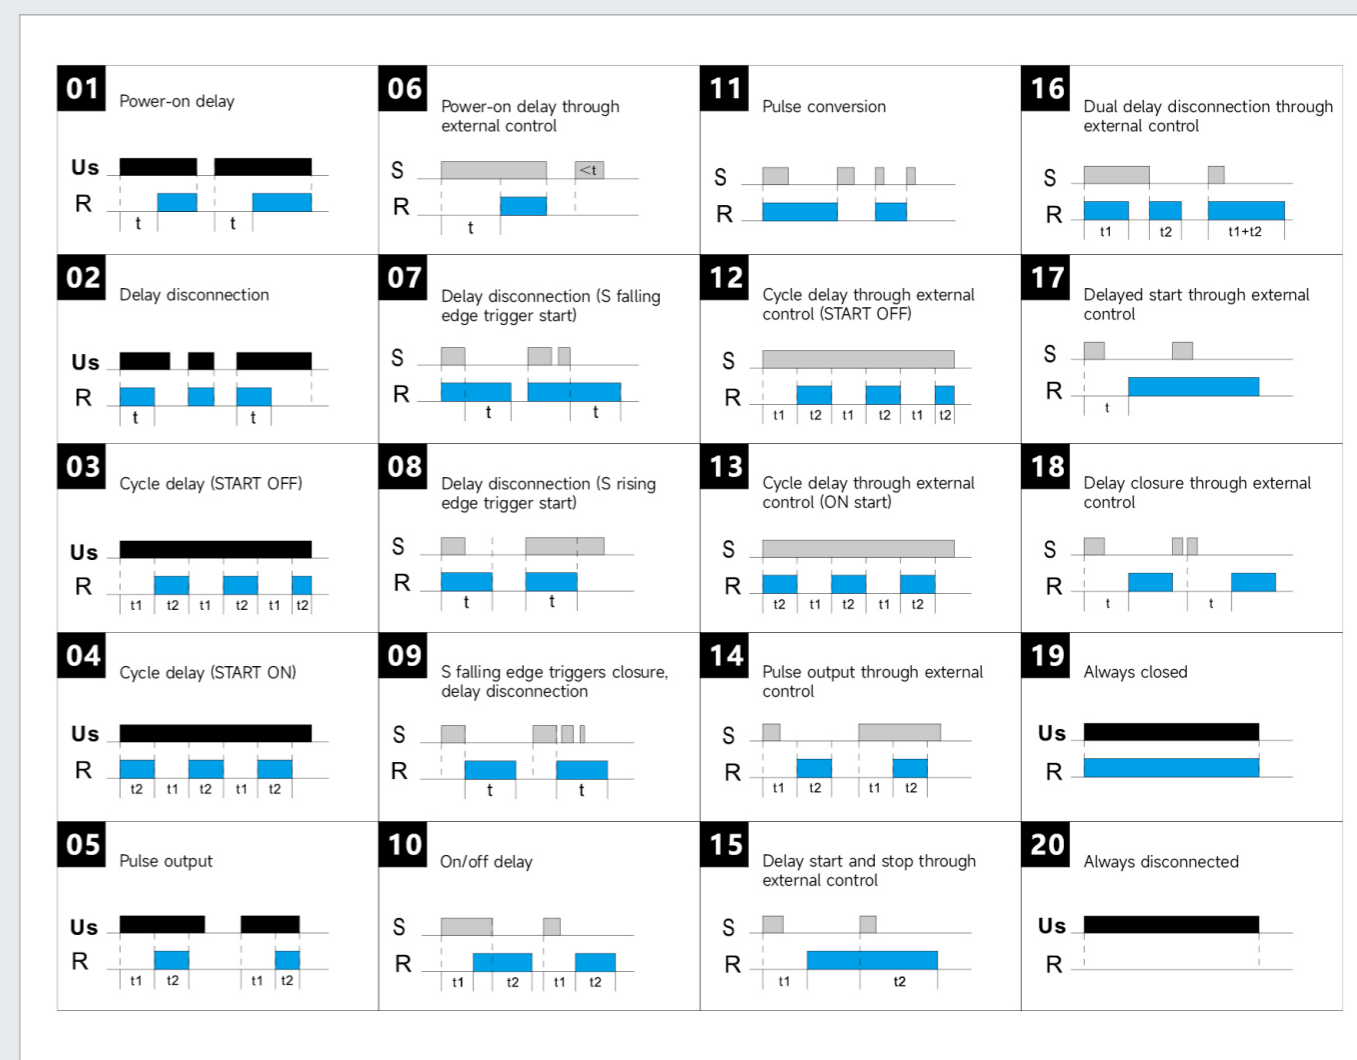 01
Power-on delay
Us
R
t
t
02
Delay disconnection
Us
R
t
t
03
Cycle delay (START OFF)
Us
R
t1
t2
t1
t2
t1
t2
04
Cycle delay (START ON)
Us
R
t2
t1
t2
t1
t2
05
Pulse output
Us
R
t1
t2
t1
t2
06
Power-on delay through
external control
S
<t
R
t
07
Delay disconnection (S falling
edge trigger start)
S
R
t
t
08
Delay disconnection (S rising
edge trigger start)
S
R
t
t
09
S falling edge triggers closure,
delay disconnection
S
R
t
t
10
On/off delay
S
R
t1
t2
t1
t2
11
Pulse conversion
S
R
12
Cycle delay through external
control (START OFF)
S
R
t1
t2
t1
t2
t1
t2
13
Cycle delay through external
control (ON start)
S
R
t2
t1
t2
t1
t2
14
Pulse output through external
control
S
R
t1
t2
t1
t2
15
Delay start and stop through
external control
S
R
t1
t2
16
Dual delay disconnection through
external control
S
R
t1
t2
t1+t2
17
Delayed start through external
control
S
R
t
18
Delay closure through external
control
S
R
t
t
19
Always closed
Us
R
20
Always disconnected
Us
R